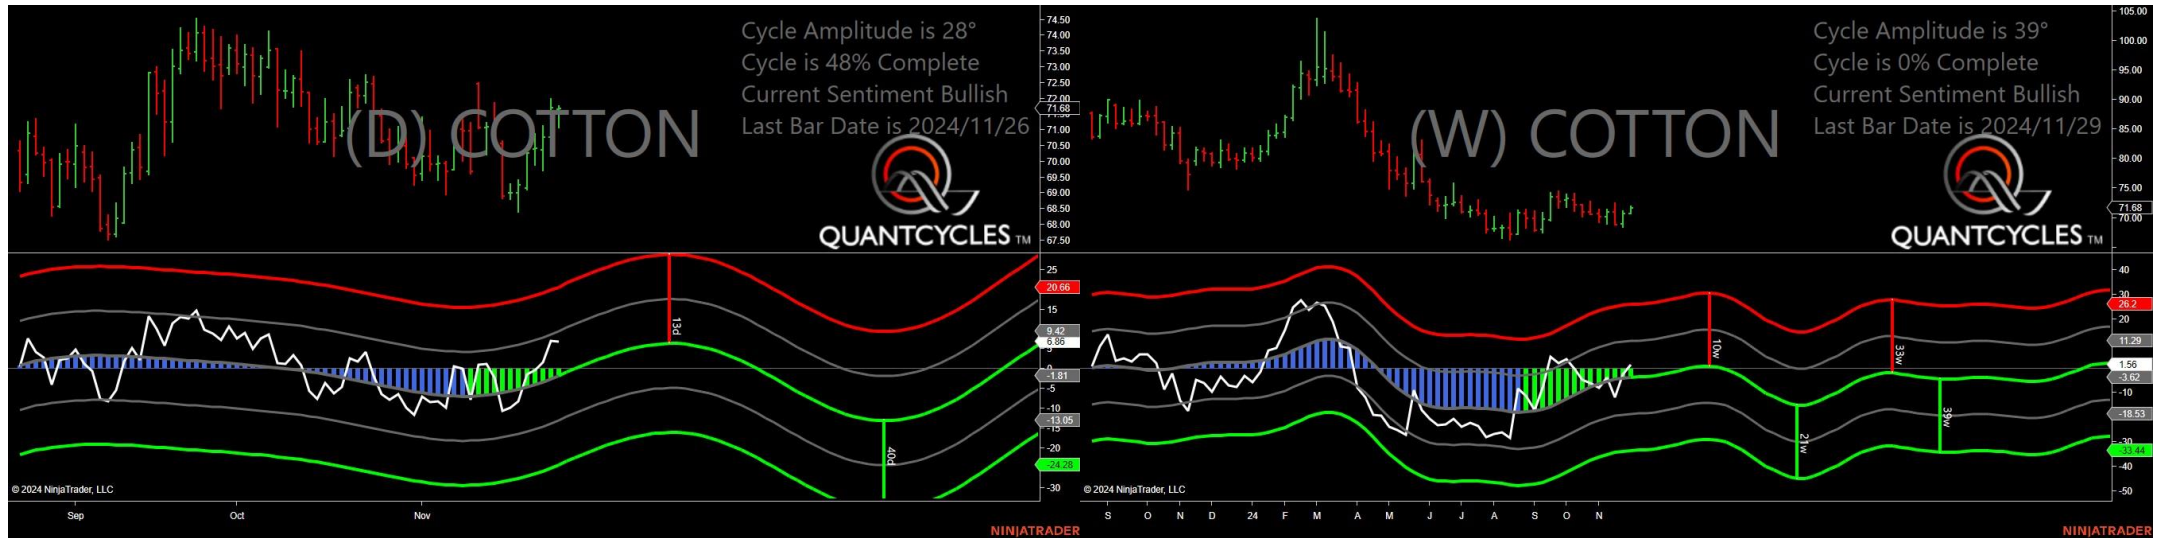 Cycle Amplitude is 28°
Cycle is 48% Complete
Current Sentiment Bullish
Last Bar Date is 2024/11/26
(D) COTTON
QUANTCYCLES TM
74.50
74.00
73.50
73.00
72.50
72.00
71.68
71.00
70.50
70.00
69.50
69.00
68.50
68.00
67.50
25
20.66
15
9.42
6.86
0
-1.81
-5
-10
-13.05
-15
-20
-24.28
-30
13d
40d
© 2024 NinjaTrader, LLC
Sep Oct Nov
NINJATRADER
Cycle Amplitude is 39°
Cycle is 0% Complete
Current Sentiment Bullish
Last Bar Date is 2024/11/29
(W) COTTON
QUANTCYCLES TM
105.00
100.00
95.00
90.00
85.00
80.00
75.00
71.68
70.00
40
30
26.2
20
11.29
1.56
-3.62
-10
-18.53
-30
-33.44
-40
-50
10w
21w
33w
39w
© 2024 NinjaTrader, LLC
S O N D 24 F M A M J J A S O N
NINJATRADER